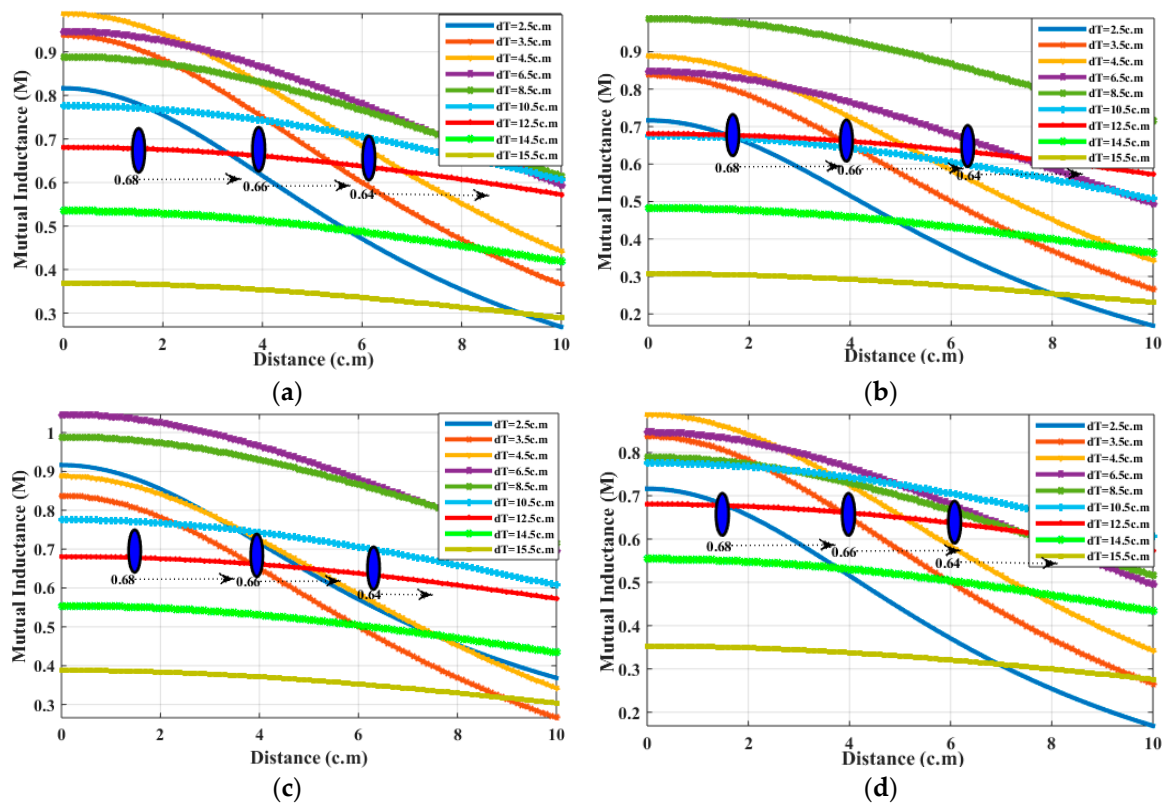 dT=2.5c.m
dT=3.5c.m
dT=4.5c.m
dT=6.5c.m
dT=8.5c.m
dT=10.5c.m
dT=12.5c.m
dT=14.5c.m
dT=15.5c.m
Mutual Inductance (M)
0.9
0.8
0.7
0.6
0.5
0.4
0.3
0.68
0.66
0.64
0 2 4 6 8 10
Distance (c.m)
(a)
dT=2.5c.m
dT=3.5c.m
dT=4.5c.m
dT=6.5c.m
dT=8.5c.m
dT=10.5c.m
dT=12.5c.m
dT=14.5c.m
dT=15.5c.m
Mutual Inductance (M)
0.9
0.8
0.7
0.6
0.5
0.4
0.3
0.2
0.68
0.66
0.64
0 2 4 6 8 10
Distance (c.m)
(b)
dT=2.5c.m
dT=3.5c.m
dT=4.5c.m
dT=6.5c.m
dT=8.5c.m
dT=10.5c.m
dT=12.5c.m
dT=14.5c.m
dT=15.5c.m
Mutual Inductance (M)
1
0.9
0.8
0.7
0.6
0.5
0.4
0.3
0.68
0.66
0.64
0 2 4 6 8 10
Distance (c.m)
(c)
dT=2.5c.m
dT=3.5c.m
dT=4.5c.m
dT=6.5c.m
dT=8.5c.m
dT=10.5c.m
dT=12.5c.m
dT=14.5c.m
dT=15.5c.m
Mutual Inductance (M)
0.8
0.7
0.6
0.5
0.4
0.3
0.2
0.68
0.66
0.64
0 2 4 6 8 10
Distance (c.m)
(d)